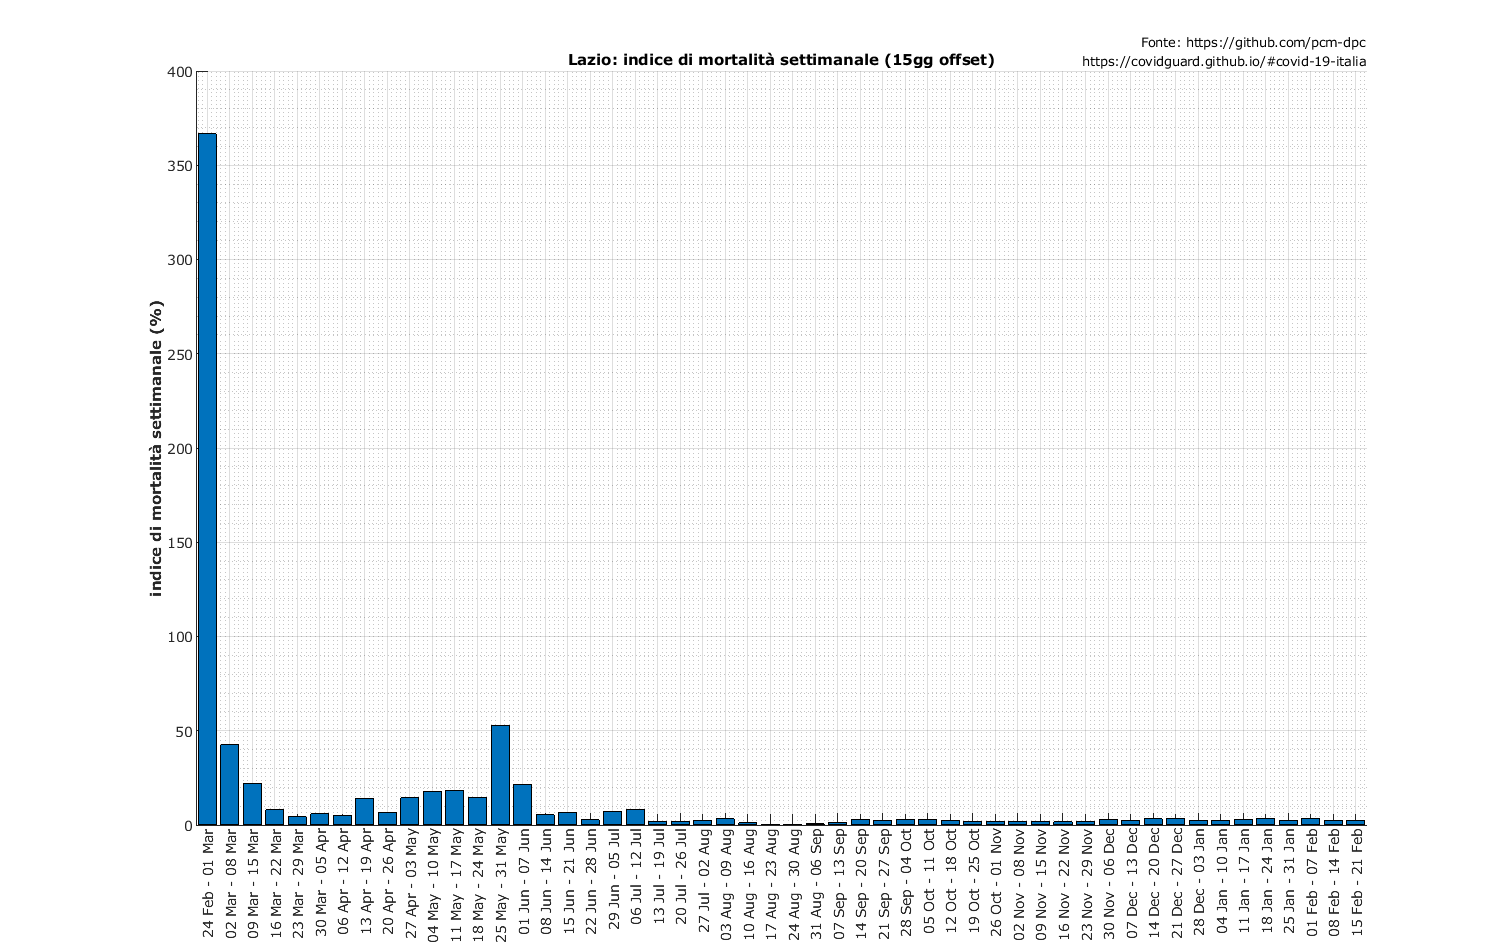 Fonte: https://github.com/pcm-dpc
Lazio: indice di mortalità settimanale (15gg offset)
https://covidguard.github.io/#covid-19-italia
indice di mortalità settimanale (%)
400
350
300
250
200
150
100
50
0
24 Feb - 01 Mar
02 Mar - 08 Mar
09 Mar - 15 Mar
16 Mar - 22 Mar
23 Mar - 29 Mar
30 Mar - 05 Apr
06 Apr - 12 Apr
13 Apr - 19 Apr
20 Apr - 26 Apr
27 Apr - 03 May
04 May - 10 May
11 May - 17 May
18 May - 24 May
25 May - 31 May
01 Jun - 07 Jun
08 Jun - 14 Jun
15 Jun - 21 Jun
22 Jun - 28 Jun
29 Jun - 05 Jul
06 Jul - 12 Jul
13 Jul - 19 Jul
20 Jul - 26 Jul
27 Jul - 02 Aug
03 Aug - 09 Aug
10 Aug - 16 Aug
17 Aug - 23 Aug
24 Aug - 30 Aug
31 Aug - 06 Sep
07 Sep - 13 Sep
14 Sep - 20 Sep
21 Sep - 27 Sep
28 Sep - 04 Oct
05 Oct - 11 Oct
12 Oct - 18 Oct
19 Oct - 25 Oct
26 Oct - 01 Nov
02 Nov - 08 Nov
09 Nov - 15 Nov
16 Nov - 22 Nov
23 Nov - 29 Nov
30 Nov - 06 Dec
07 Dec - 13 Dec
14 Dec - 20 Dec
21 Dec - 27 Dec
28 Dec - 03 Jan
04 Jan - 10 Jan
11 Jan - 17 Jan
18 Jan - 24 Jan
25 Jan - 31 Jan
01 Feb - 07 Feb
08 Feb - 14 Feb
15 Feb - 21 Feb